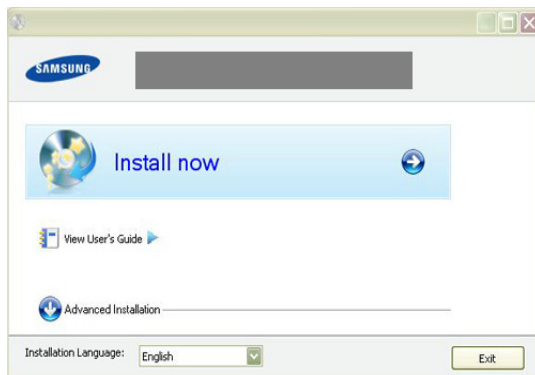 SAMSUNG
Install now
View User's Guide
Advanced Installation
Installation Language: English Exit